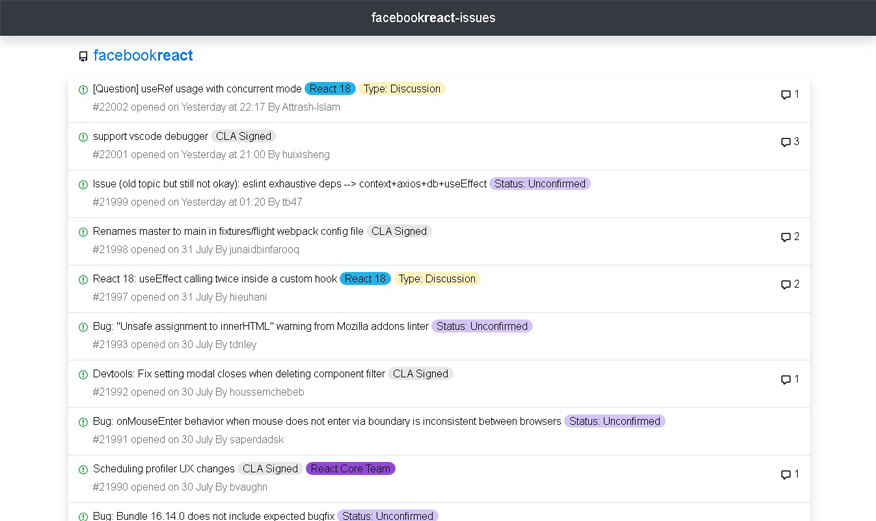 facebookreact-issues
facebookreact
[Question] useRef usage with concurrent mode React 18 Type: Discussion
1
#22002 opened on Yesterday at 22:17 By Attrash-Islam
support vscode debugger CLA Signed
3
#22001 opened on Yesterday at 21:00 By huixisheng
Issue (old topic but still not okay): eslint exhaustive deps --> context+axios+db+useEffect Status: Unconfirmed
#21999 opened on Yesterday at 01:20 By tb47
Renames master to main in fixtures/flight webpack config file CLA Signed
2
#21998 opened on 31 July By junaidbinfarooq
React 18: useEffect calling twice inside a custom hook React 18 Type: Discussion
2
#21997 opened on 31 July By hieuhani
Bug: "Unsafe assignment to innerHTML" warning from Mozilla addons linter Status: Unconfirmed
#21993 opened on 30 July By tdriley
Devtools: Fix setting modal closes when deleting component filter CLA Signed
1
#21992 opened on 30 July By houssemchebeb
Bug: onMouseEnter behavior when mouse does not enter via boundary is inconsistent between browsers Status: Unconfirmed
#21991 opened on 30 July By saperdadsk
Scheduling profiler UX changes CLA Signed React Core Team
1
#21990 opened on 30 July By bvaughn
Bug: Bundle 16.14.0 does not include expected bugfix Status: Unconfirmed